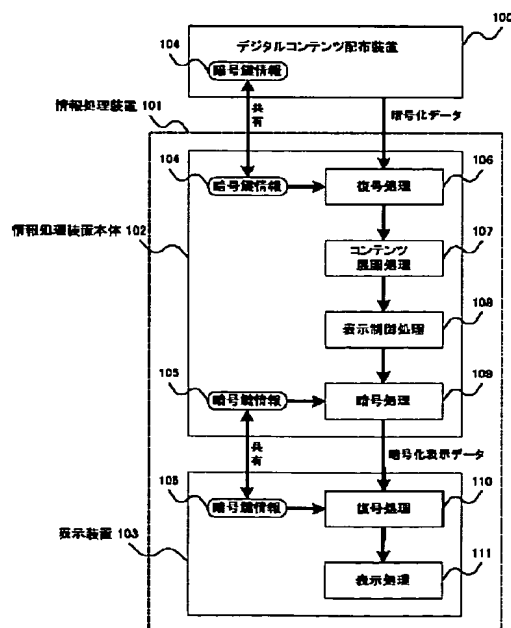 100
デジタルコンテンツ配布装置
104
暗号鍵情報
情報処理装置 101
共有
暗号化データ
104
暗号鍵情報
復号処理
106
情報処理装置本体 102
コンテンツ
展開処理
107
表示制御処理
108
105
暗号鍵情報
暗号処理
109
共有
暗号化表示データ
105
暗号鍵情報
復号処理
110
表示装置 103
表示処理
111